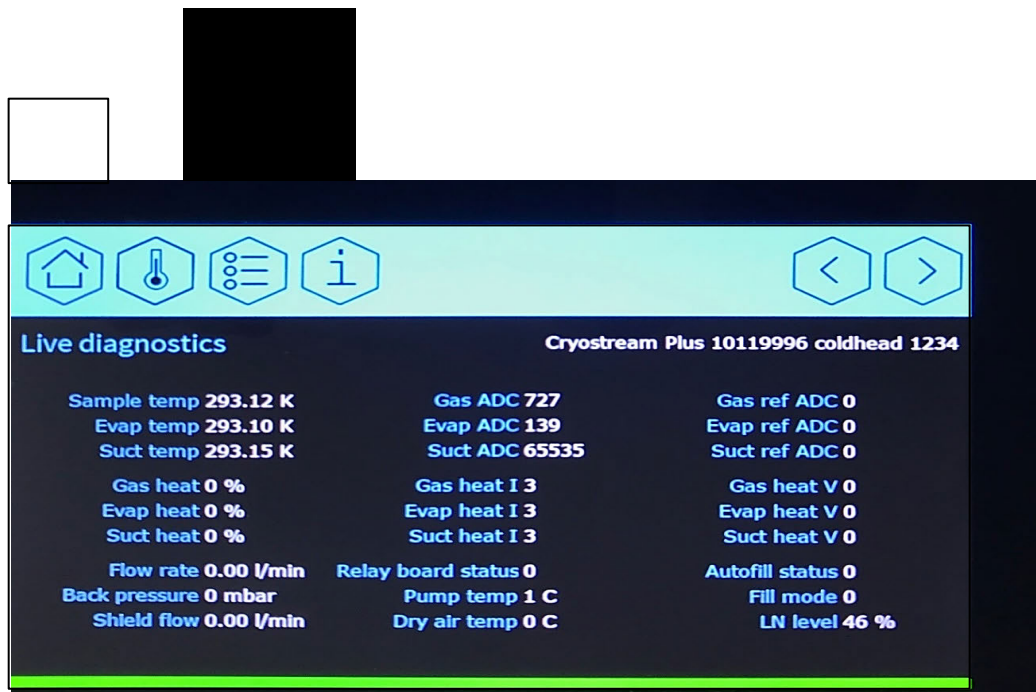 Live diagnostics
Cryostream Plus 10119996 coldhead 1234
Sample temp 293.12 K Gas ADC 727 Gas ref ADC 0
Evap temp 293.10 K Evap ADC 139 Evap ref ADC 0
Suct temp 293.15 K Suct ADC 65535 Suct ref ADC 0
Gas heat 0 % Gas heat I 3 Gas heat V 0
Evap heat 0 % Evap heat I 3 Evap heat V 0
Suct heat 0 % Suct heat I 3 Suct heat V 0
Flow rate 0.00 l/min Relay board status 0 Autofill status 0
Back pressure 0 mbar Pump temp 1 C Fill mode 0
Shield flow 0.00 l/min Dry air temp 0 C LN level 46 %